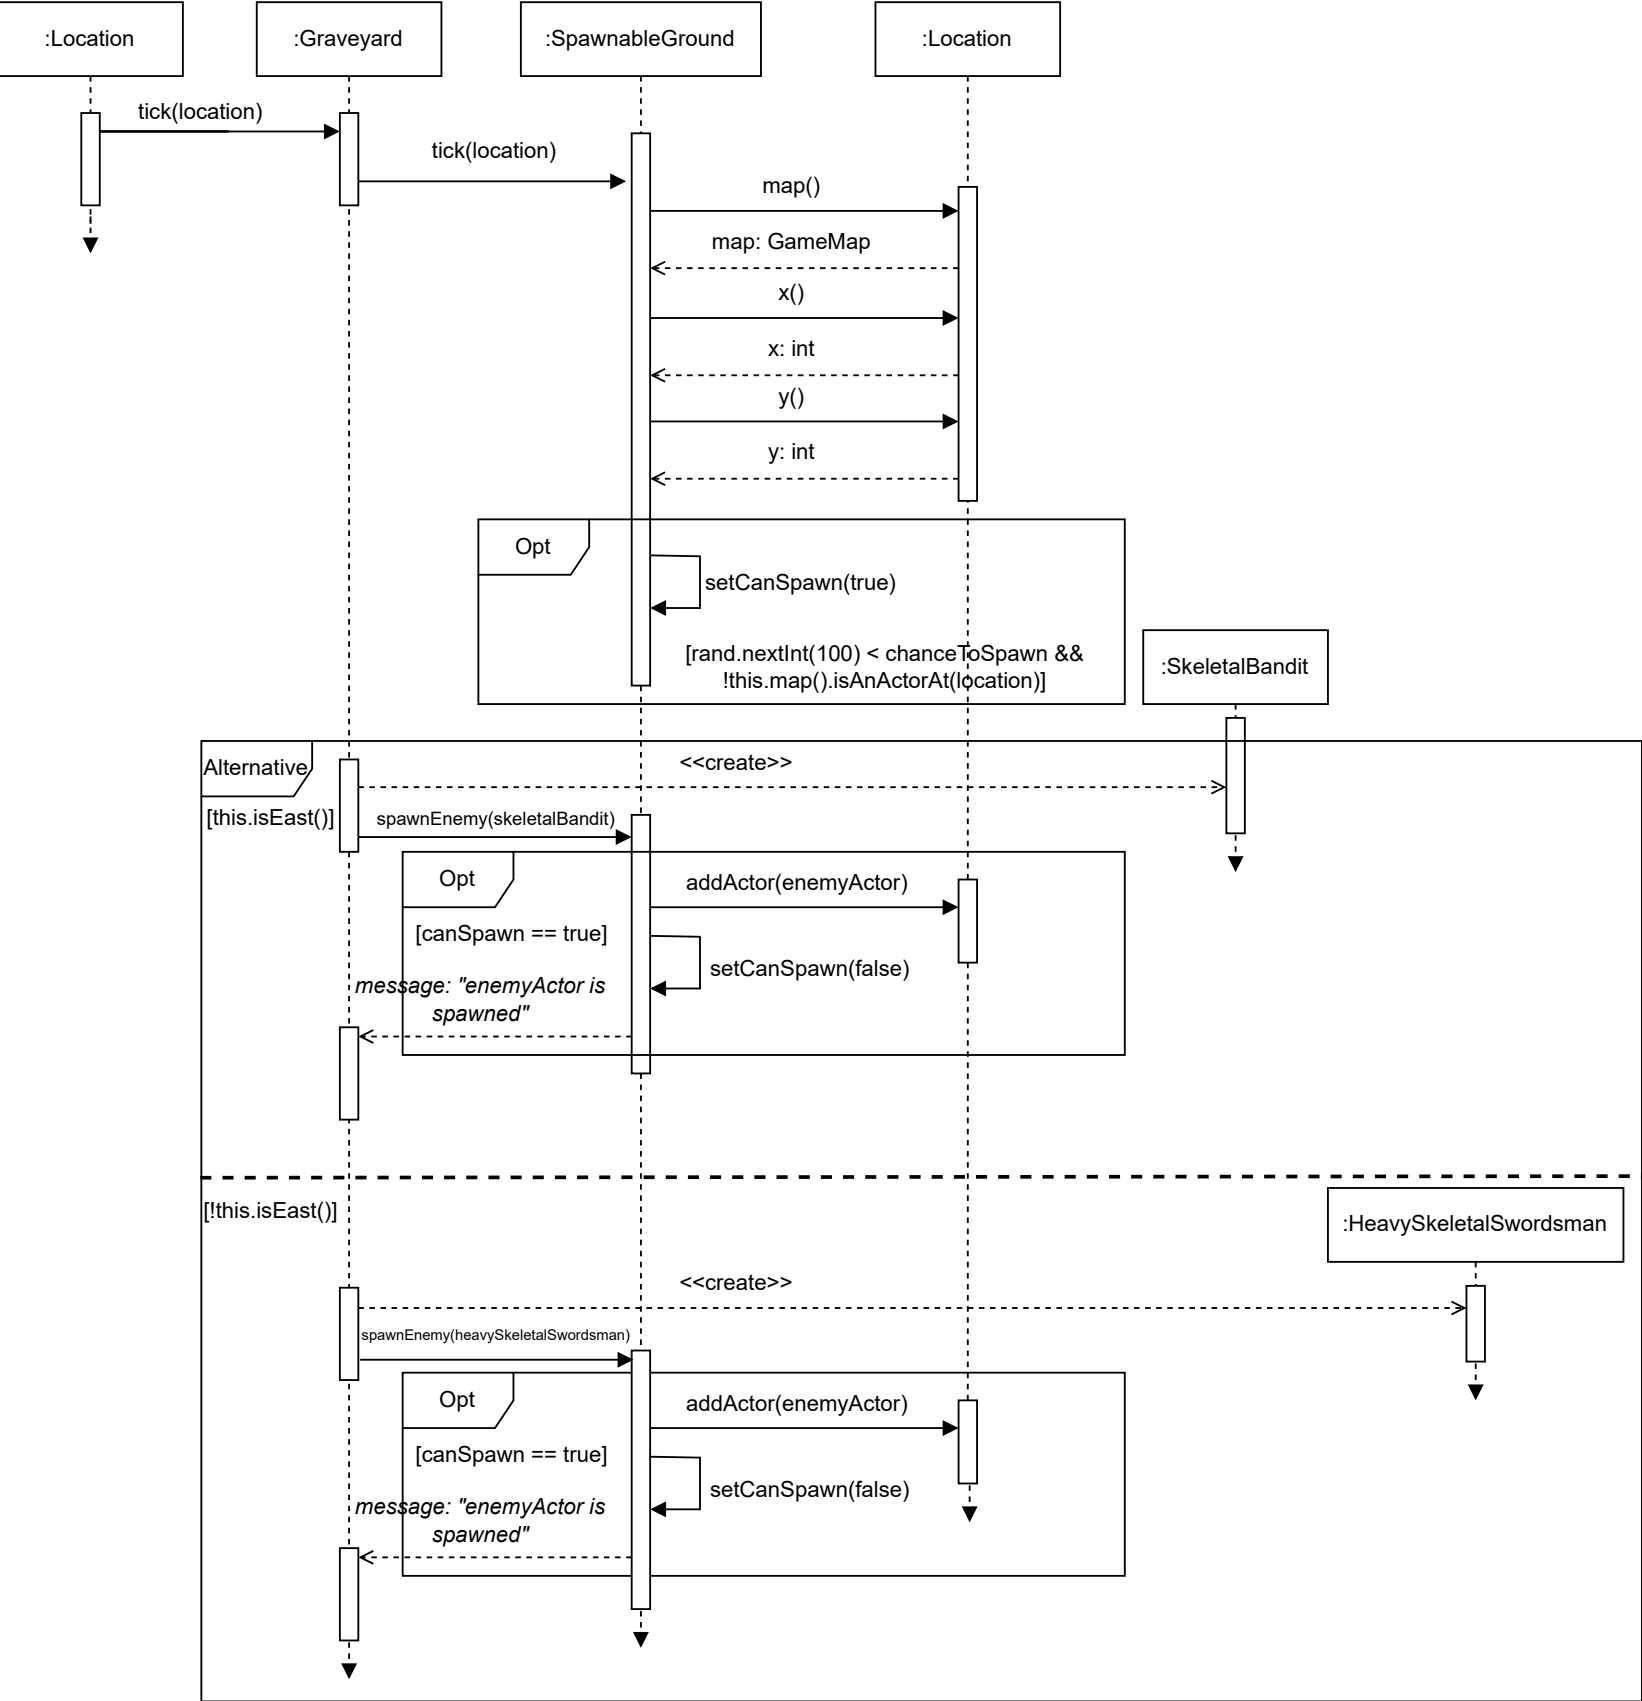 :Location
:Graveyard
:SpawnableGround
:Location
tick(location)
tick(location)
map()
map: GameMap
x()
x: int
y()
y: int
Opt
setCanSpawn(true)
[rand.nextInt(100) < chanceToSpawn &&
!this.map().isAnActorAt(location)]
:SkeletalBandit
Alternative
<<create>>
[this.isEast()]
spawnEnemy(skeletalBandit)
Opt
addActor(enemyActor)
[canSpawn == true]
setCanSpawn(false)
message: "enemyActor is
spawned"
[!this.isEast()]
:HeavySkeletalSwordsman
<<create>>
spawnEnemy(heavySkeletalSwordsman)
Opt
addActor(enemyActor)
[canSpawn == true]
setCanSpawn(false)
message: "enemyActor is
spawned"